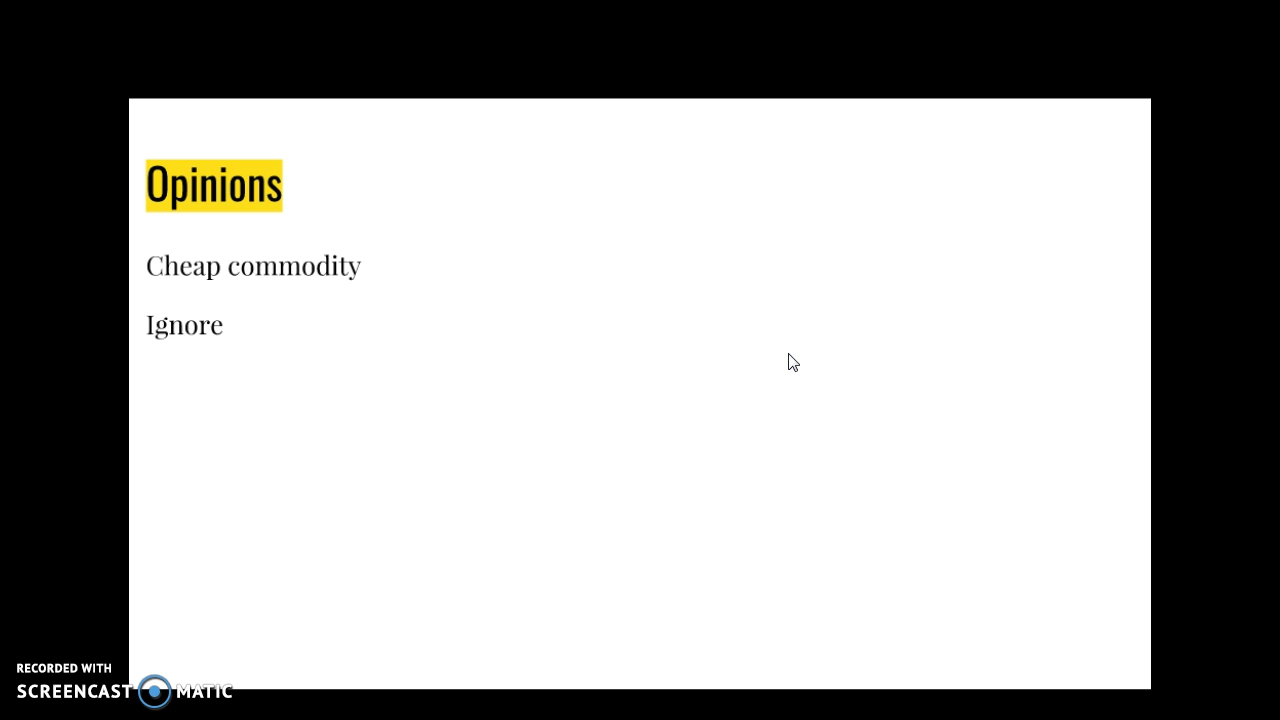 Opinions
Cheap commodity
Ignore
RECORDED WITH
SCREENCAST MATIC